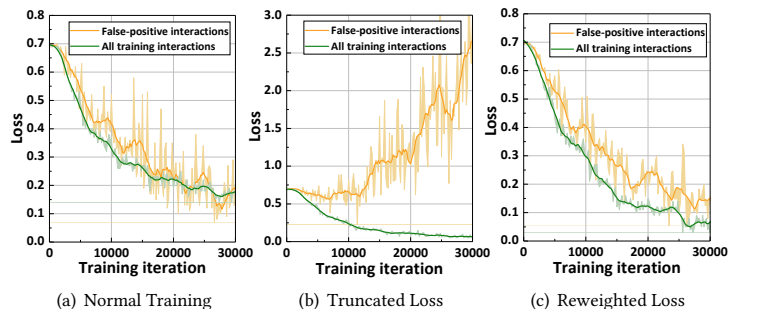 False-positive interactions
All training interactions
0.8
0.7
0.6
0.5
0.4
0.3
0.2
0.1
0.0
Loss
0 10000 20000 30000
Training iteration
(a) Normal Training
False-positive interactions
All training interactions
3.0
2.5
2.0
1.5
1.0
0.5
0.0
Loss
0 10000 20000 30000
Training iteration
(b) Truncated Loss
False-positive interactions
All training interactions
0.8
0.7
0.6
0.5
0.4
0.3
0.2
0.1
0.0
Loss
0 10000 20000 30000
Training iteration
(c) Reweighted Loss